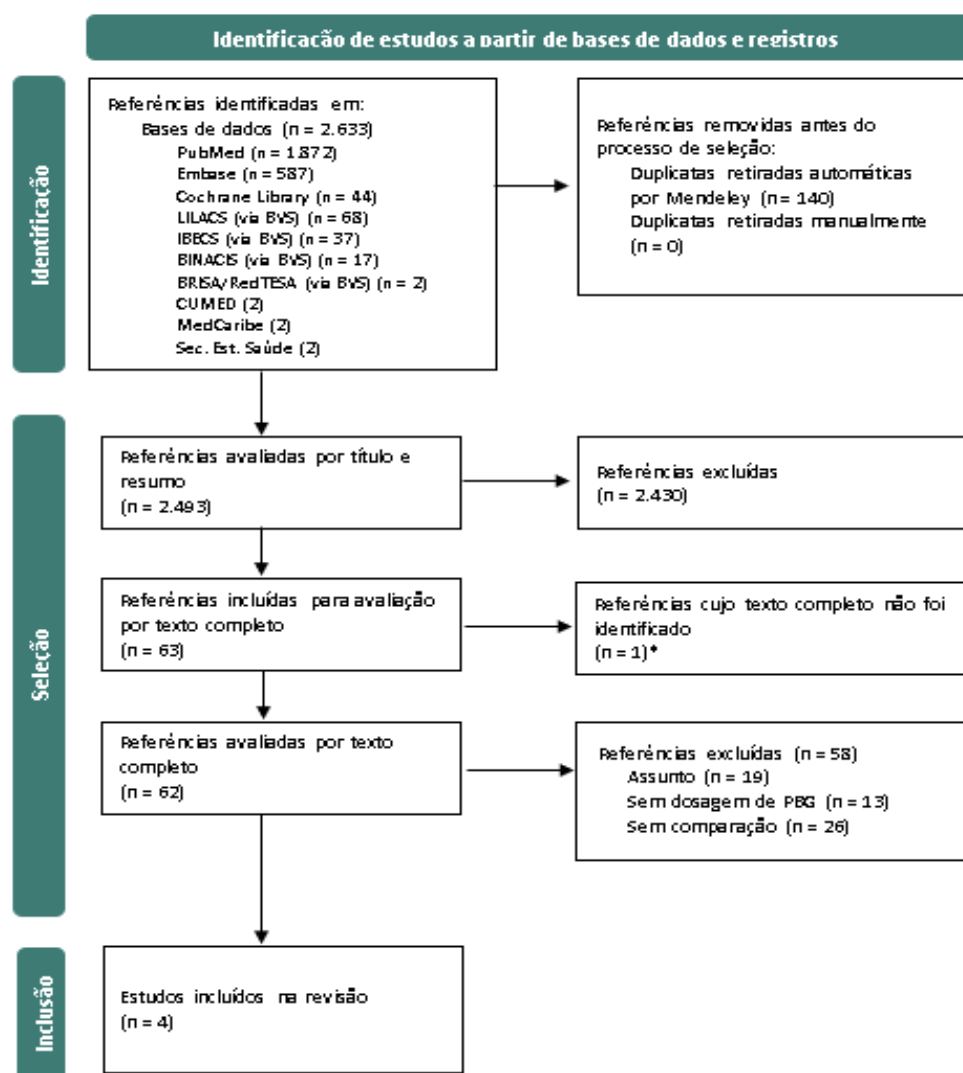 Identificação de estudos a partir de bases de dados e registros
Identificação
Referências identificadas em:
Bases de dados (n = 2.633)
PubMed (n = 1.872)
Embase (n = 587)
Cochrane Library (n = 44)
LILACS (via BVS) (n = 68)
IBECS (via BVS) (n = 37)
BINACIS (via BVS) (n = 17)
BRISA/RedTESA (via BVS) (n = 2)
CUMED (2)
MedCaribe (2)
Sec. Est. Saúde (2)
Referências removidas antes do
processo de seleção:
Duplicatas retiradas automáticas
por Mendeley (n = 140)
Duplicatas retiradas manualmente
(n = 0)
Seleção
Referências avaliadas por título e
resumo
(n = 2.493)
Referências excluídas
(n = 2.430)
Referências incluídas para avaliação
por texto completo
(n = 63)
Referências cujo texto completo não foi
identificado
(n = 1)*
Referências avaliadas por texto
completo
(n = 62)
Referências excluídas (n = 58)
Assunto (n = 19)
Sem dosagem de PBG (n = 13)
Sem comparação (n = 26)
Inclusão
Estudos incluídos na revisão
(n = 4)